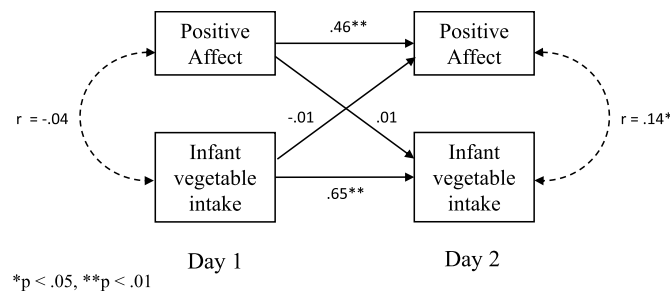 Positive
Affect
.46**
Positive
Affect
r = -.04
-.01
.01
r = .14*
Infant
vegetable
intake
.65**
Infant
vegetable
intake
Day 1
Day 2
*p < .05, **p < .01